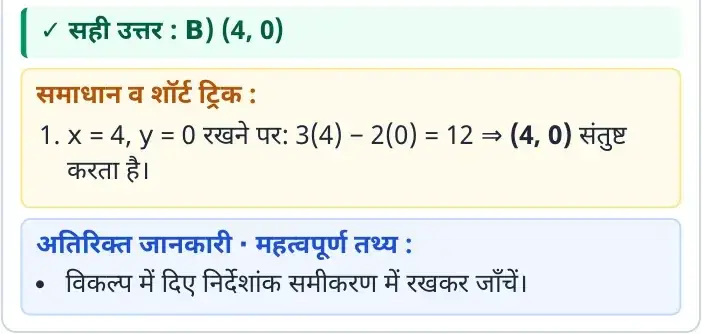 ✓ सही उत्तर : B) (4, 0)
समाधान व शॉर्ट ट्रिक :
1. x = 4, y = 0 रखने पर: 3(4) − 2(0) = 12 ⇒ (4, 0) संतुष्ट
करता है।
अतिरिक्त जानकारी · महत्वपूर्ण तथ्य :
• विकल्प में दिए निर्देशांक समीकरण में रखकर जाँचें।